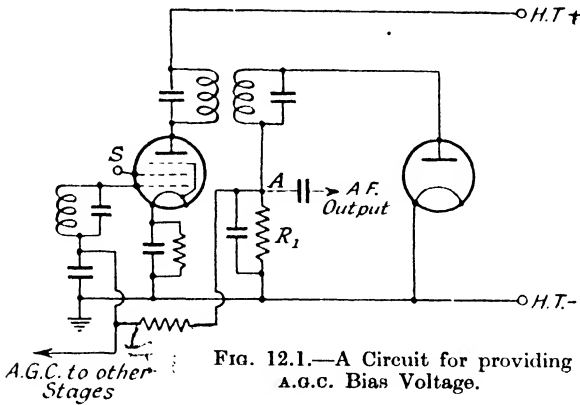 H.T +
S
A
A F.
Output
R1
H.T.-
A.G.C. to other
Stages
FIG. 12.1.—A Circuit for providing
A.G.C. Bias Voltage.